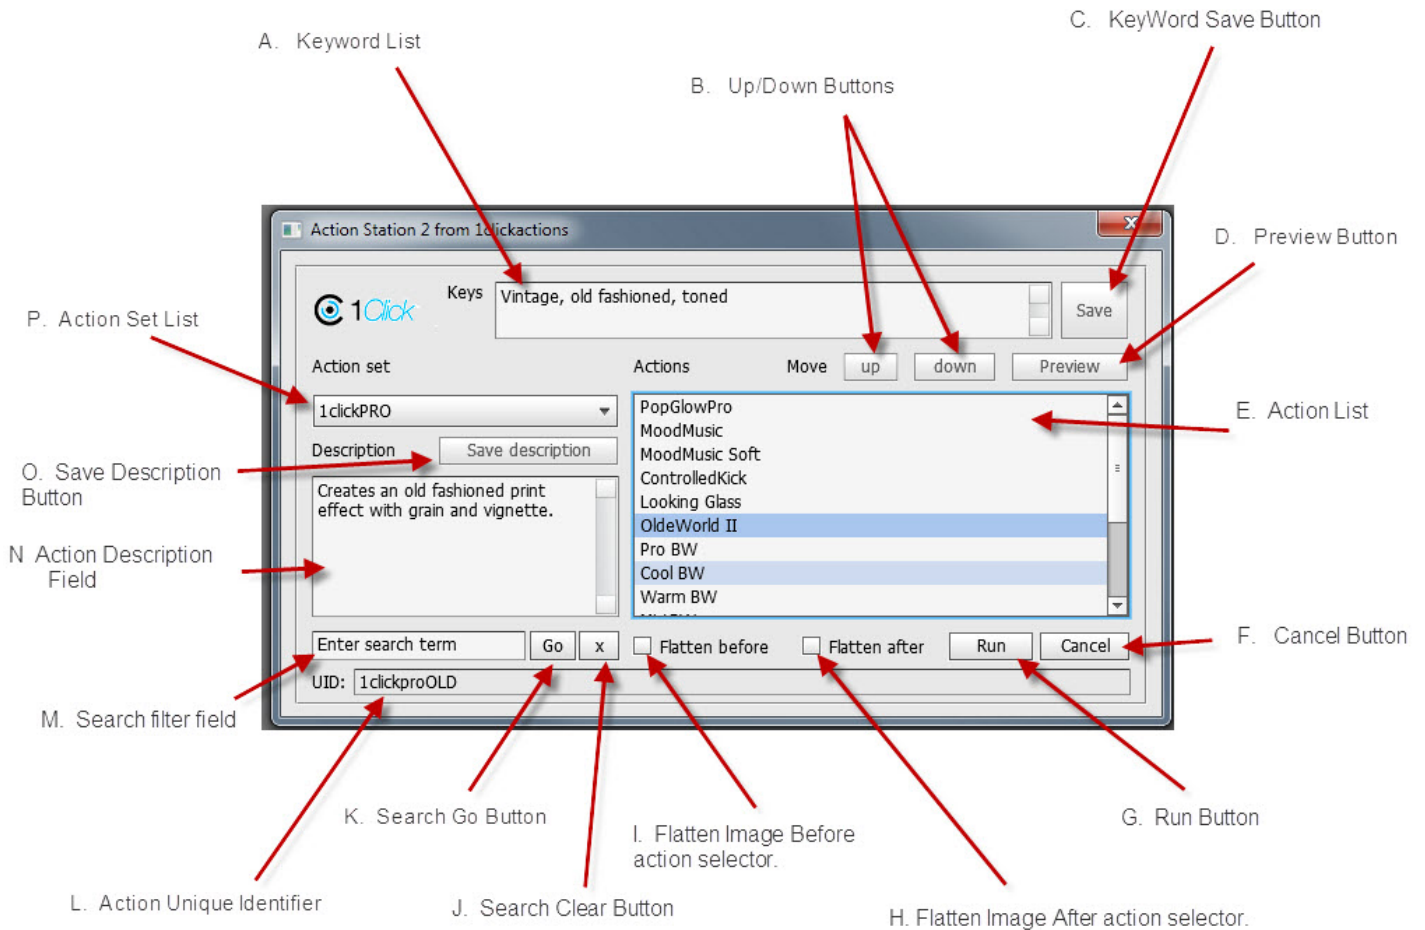 C. KeyWord Save Button
A. Keyword List
B. Up/Down Buttons
Action Station 2 from 1clickactions
X
D. Preview Button
1Click
Keys
Vintage, old fashioned, toned
Save
P. Action Set List
Action set
Actions
Move
up
down
Preview
1clickPRO
PopGlowPro
E. Action List
MoodMusic
Description
Save description
MoodMusic Soft
O. Save Description
Button
ControlledKick
Creates an old fashioned print
effect with grain and vignette.
Looking Glass
OldeWorld II
N Action Description
Field
Pro BW
Cool BW
Warm BW
Enter search term
Go
x
Flatten before
Flatten after
Run
Cancel
F. Cancel Button
UID:
1clickproOLD
M. Search filter field
K. Search Go Button
G. Run Button
I. Flatten Image Before
action selector.
L. Action Unique Identifier
J. Search Clear Button
H. Flatten Image After action selector.